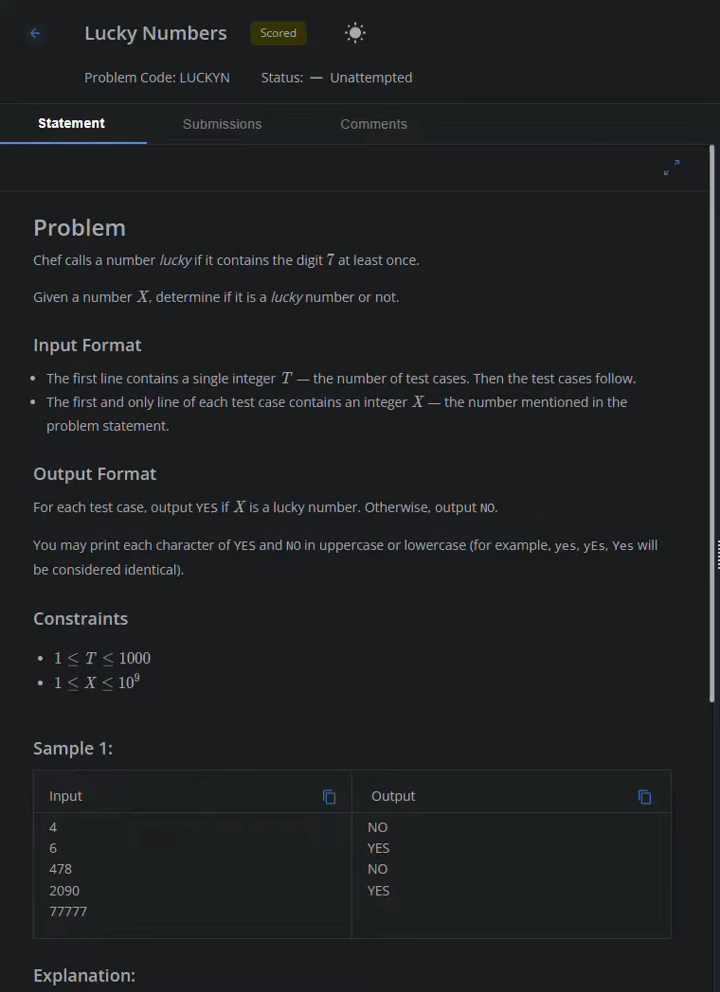 Lucky Numbers Scored
Problem Code: LUCKYN Status: — Unattempted
Statement Submissions Comments
Problem
Chef calls a number lucky if it contains the digit 7 at least once.
Given a number X, determine if it is a lucky number or not.
Input Format
• The first line contains a single integer T — the number of test cases. Then the test cases follow.
• The first and only line of each test case contains an integer X — the number mentioned in the
problem statement.
Output Format
For each test case, output YES if X is a lucky number. Otherwise, output NO.
You may print each character of YES and NO in uppercase or lowercase (for example, yes, yEs, Yes will
be considered identical).
Constraints
• 1 ≤ T ≤ 1000
• 1 ≤ X ≤ 10⁹
Sample 1:
Input Output
4 NO
6 YES
478 NO
2090 YES
77777
Explanation: